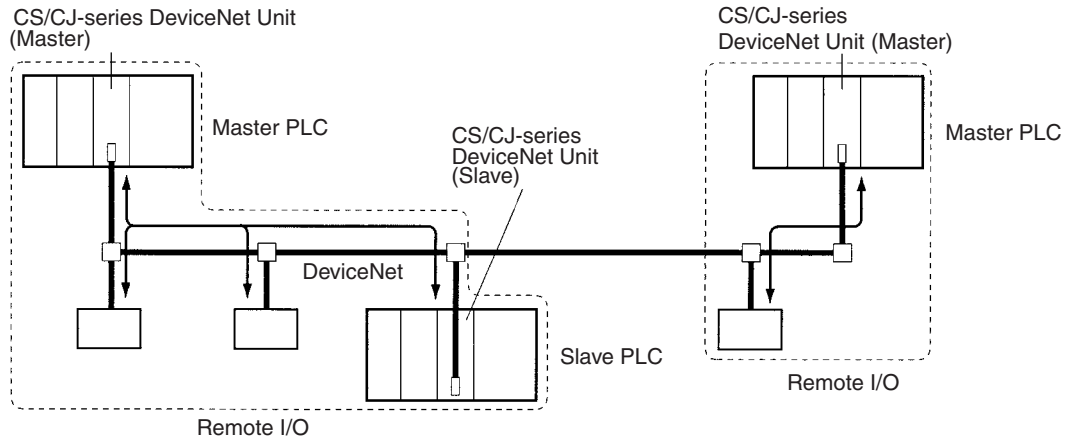 CS/CJ-series DeviceNet Unit
(Master)
CS/CJ-series
DeviceNet Unit (Master)
Master PLC
CS/CJ-series
DeviceNet Unit
(Slave)
Master PLC
DeviceNet
Slave PLC
Remote I/O
Remote I/O